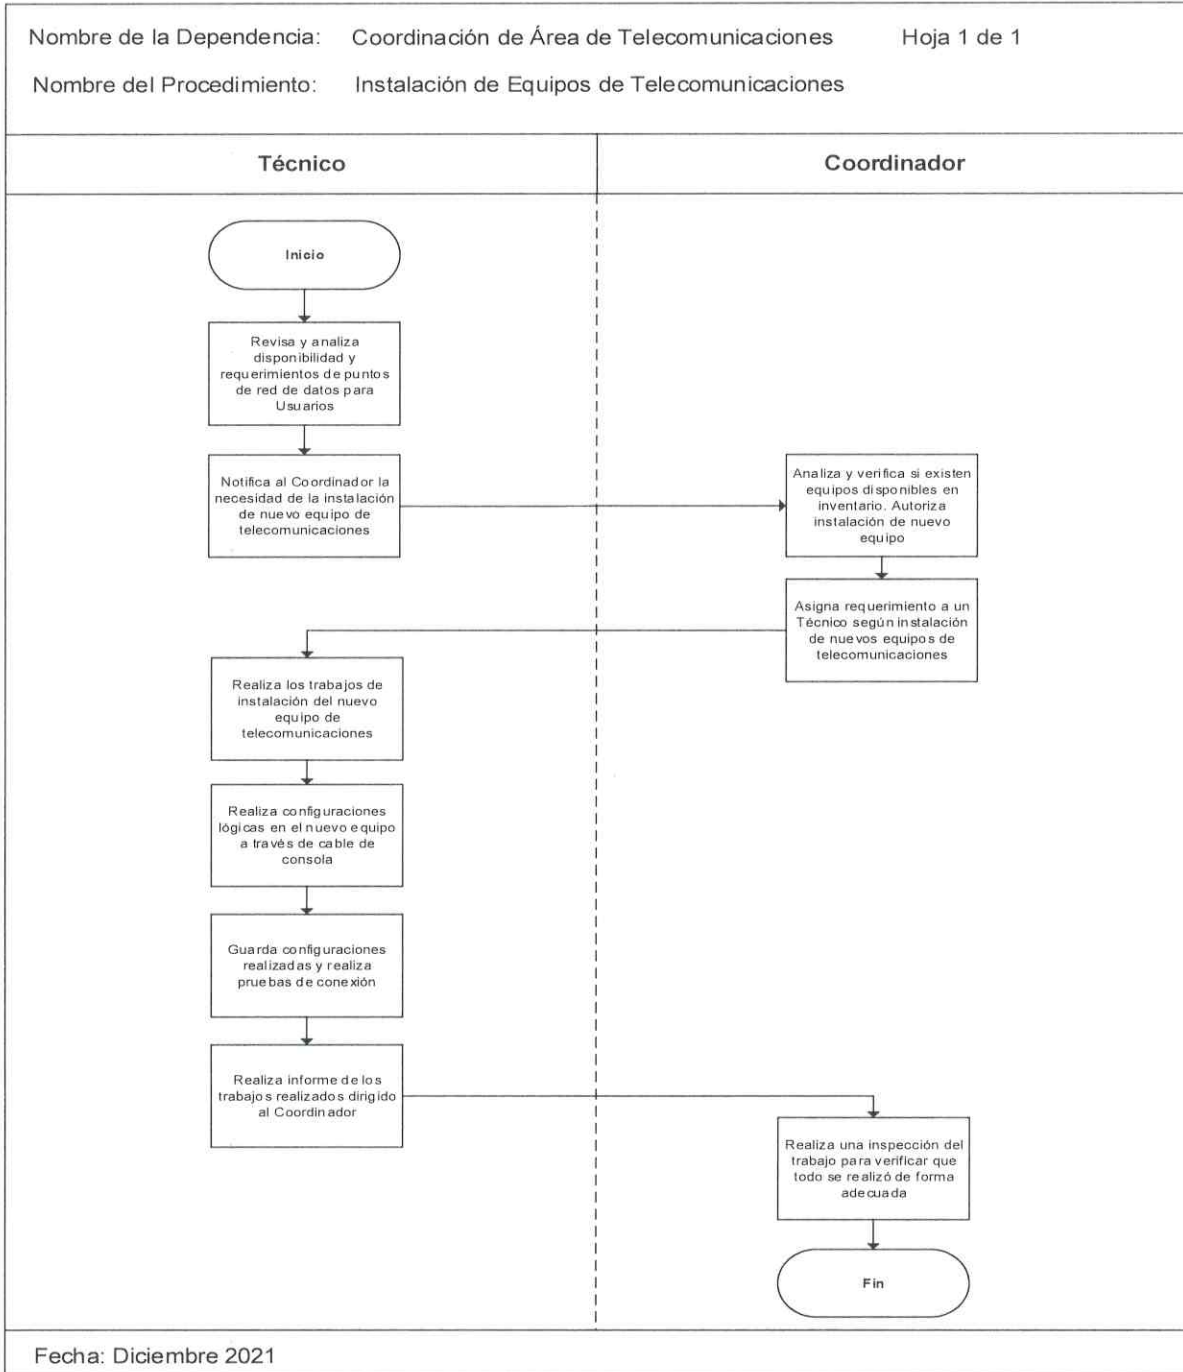 Nombre de la Dependencia: Coordinación de Área de Telecomunicaciones Hoja 1 de 1
Nombre del Procedimiento: Instalación de Equipos de Telecomunicaciones
Técnico
Coordinador
Inicio
Revisa y analiza
disponibilidad y
requerimientos de puntos
de red de datos para
Usuarios
Notifica al Coordinador la
necesidad de la instalación
de nuevo equipo de
telecomunicaciones
Analiza y verifica si existen
equipos disponibles en
inventario. Autoriza
instalación de nuevo
equipo
Asigna requerimiento a un
Técnico según instalación
de nuevos equipos de
telecomunicaciones
Realiza los trabajos de
instalación del nuevo
equipo de
telecomunicaciones
Realiza configuraciones
lógicas en el nuevo equipo
a través de cable de
consola
Guarda configuraciones
realizadas y realiza
pruebas de conexión
Realiza informe de los
trabajos realizados dirigido
al Coordinador
Realiza una inspección del
trabajo para verificar que
todo se realizó de forma
adecuada
Fin
Fecha: Diciembre 2021